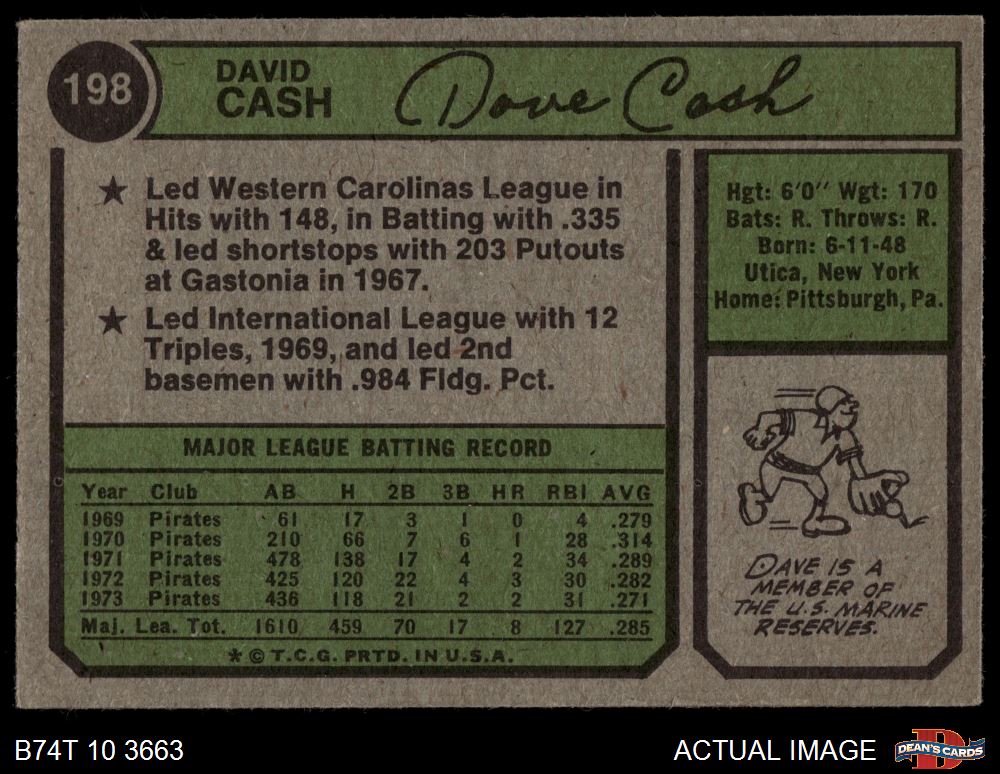 198
DAVID
CASH
Dave Cash
★ Led Western Carolinas League in
Hits with 148, in Batting with .335
& led shortstops with 203 Putouts
at Gastonia in 1967.
★ Led International League with 12
Triples, 1969, and led 2nd
basemen with .984 Fldg. Pct.
Hgt: 6'0" Wgt: 170
Bats: R. Throws: R.
Born: 6-11-48
Utica, New York
Home: Pittsburgh, Pa.
MAJOR LEAGUE BATTING RECORD
Year Club AB H 2B 3B HR RBI AVG
1969 Pirates 61 17 3 1 0 4 .279
1970 Pirates 210 66 7 6 1 28 .314
1971 Pirates 478 138 17 4 2 34 .289
1972 Pirates 425 120 22 4 3 30 .282
1973 Pirates 436 118 21 2 2 31 .271
Maj. Lea. Tot. 1610 459 70 17 8 127 .285
* © T.C.G. PRTD. IN U.S.A.
DAVE IS A
MEMBER OF
THE U.S. MARINE
RESERVES.
B74T 10 3663
ACTUAL IMAGE
D
DEAN'S CARDS